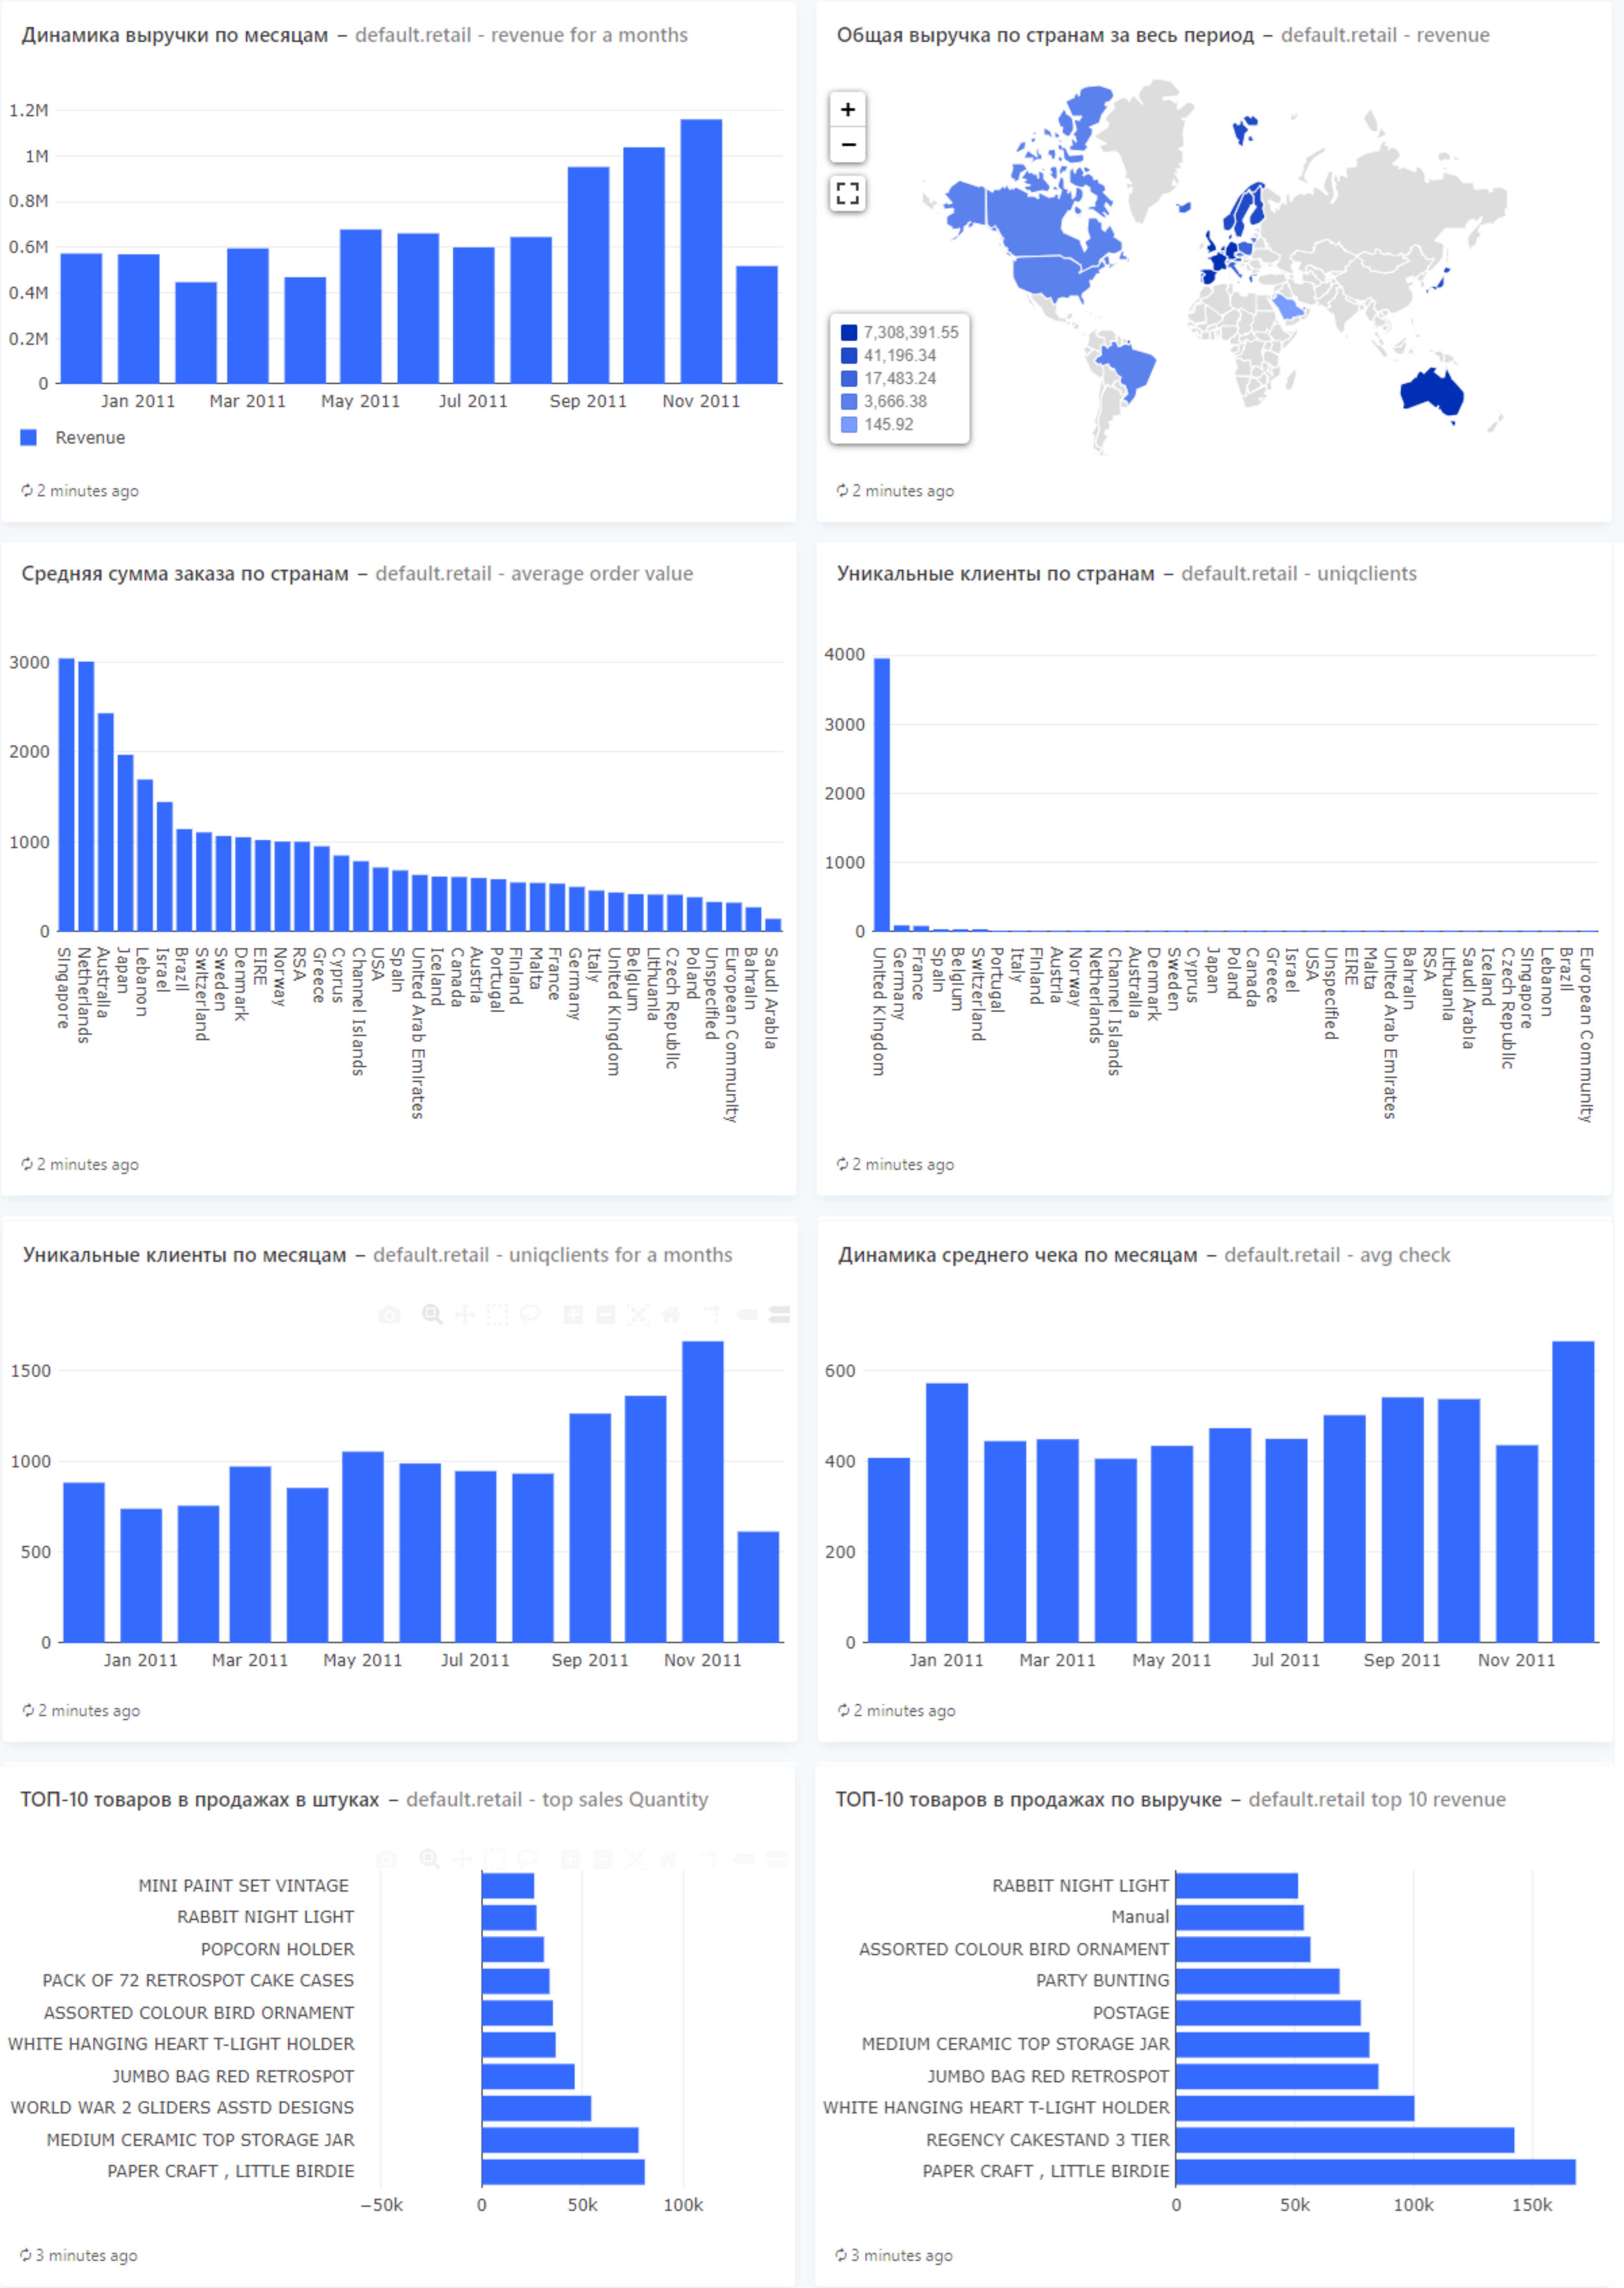 Динамика выручки по месяцам – default.retail - revenue for a months
1.2M
1M
0.8M
0.6M
0.4M
0.2M
0
Jan 2011 Mar 2011 May 2011 Jul 2011 Sep 2011 Nov 2011
Revenue
2 minutes ago
Общая выручка по странам за весь период – default.retail - revenue
+
−
7,308,391.55
41,196.34
17,483.24
3,666.38
145.92
2 minutes ago
Средняя сумма заказа по странам – default.retail - average order value
3000
2000
1000
0
Singapore
Netherlands
Australia
Japan
Lebanon
Israel
Brazil
Switzerland
Sweden
Denmark
EIRE
Norway
RSA
Greece
Cyprus
Channel Islands
USA
Spain
United Arab Emirates
Iceland
Canada
Austria
Portugal
Finland
Malta
France
Germany
Italy
United Kingdom
Belgium
Lithuania
Czech Republic
Poland
Unspecified
European Community
Bahrain
Saudi Arabia
2 minutes ago
Уникальные клиенты по странам – default.retail - uniqclients
4000
3000
2000
1000
0
United Kingdom
Germany
France
Spain
Belgium
Switzerland
Portugal
Italy
Finland
Austria
Norway
Netherlands
Channel Islands
Australia
Denmark
Sweden
Cyprus
Japan
Poland
Canada
Greece
Israel
USA
Unspecified
EIRE
Malta
United Arab Emirates
Bahrain
RSA
Lithuania
Saudi Arabia
Iceland
Czech Republic
Singapore
Lebanon
Brazil
European Community
2 minutes ago
Уникальные клиенты по месяцам – default.retail - uniqclients for a months
1500
1000
500
0
Jan 2011 Mar 2011 May 2011 Jul 2011 Sep 2011 Nov 2011
2 minutes ago
Динамика среднего чека по месяцам – default.retail - avg check
600
400
200
0
Jan 2011 Mar 2011 May 2011 Jul 2011 Sep 2011 Nov 2011
2 minutes ago
ТОП-10 товаров в продажах в штуках – default.retail - top sales Quantity
MINI PAINT SET VINTAGE
RABBIT NIGHT LIGHT
POPCORN HOLDER
PACK OF 72 RETROSPOT CAKE CASES
ASSORTED COLOUR BIRD ORNAMENT
WHITE HANGING HEART T-LIGHT HOLDER
JUMBO BAG RED RETROSPOT
WORLD WAR 2 GLIDERS ASSTD DESIGNS
MEDIUM CERAMIC TOP STORAGE JAR
PAPER CRAFT , LITTLE BIRDIE
−50k 0 50k 100k
3 minutes ago
ТОП-10 товаров в продажах по выручке – default.retail top 10 revenue
RABBIT NIGHT LIGHT
Manual
ASSORTED COLOUR BIRD ORNAMENT
PARTY BUNTING
POSTAGE
MEDIUM CERAMIC TOP STORAGE JAR
JUMBO BAG RED RETROSPOT
WHITE HANGING HEART T-LIGHT HOLDER
REGENCY CAKESTAND 3 TIER
PAPER CRAFT , LITTLE BIRDIE
0 50k 100k 150k
3 minutes ago